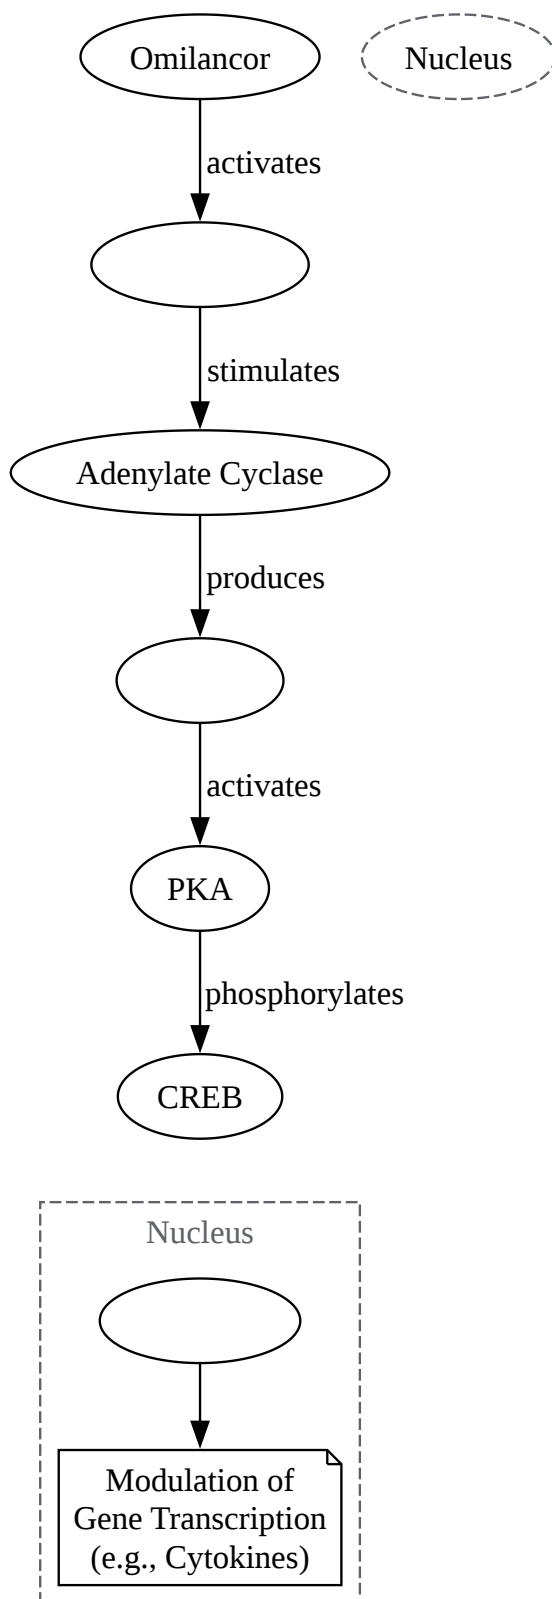 Omilancor
Nucleus
activates
stimulates
Adenylate Cyclase
produces
activates
PKA
phosphorylates
CREB
Nucleus
Modulation of
Gene Transcription
(e.g., Cytokines)